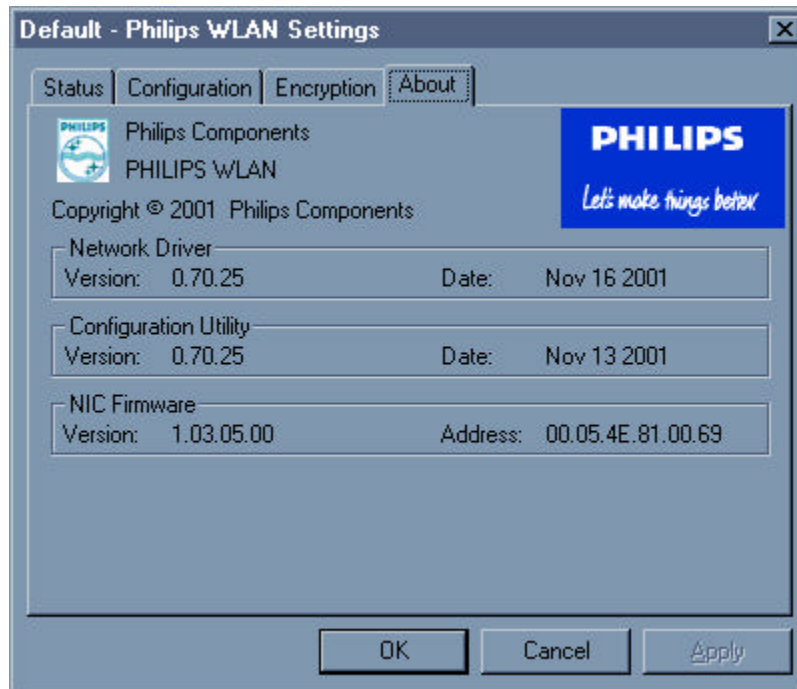 Default - Philips WLAN Settings
Status Configuration Encryption About
PHILIPS
Philips Components
PHILIPS WLAN
Copyright © 2001 Philips Components
PHILIPS
Let's make things better.
Network Driver
Version: 0.70.25 Date: Nov 16 2001
Configuration Utility
Version: 0.70.25 Date: Nov 13 2001
NIC Firmware
Version: 1.03.05.00 Address: 00.05.4E.81.00.69
OK Cancel Apply